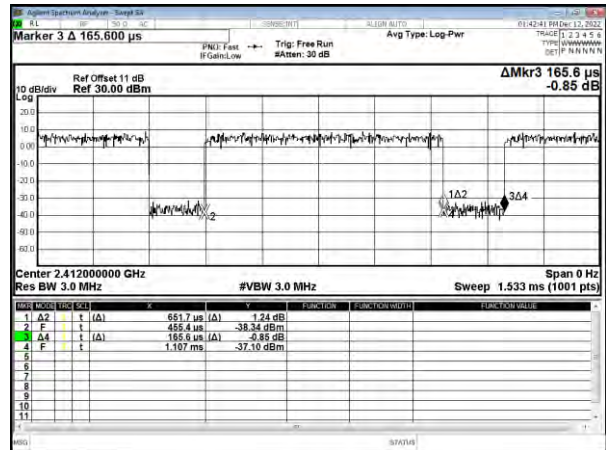 Agilent Spectrum Analyzer - Swept SA
RL RF 50 Ω AC SENSE:INT ALIGN AUTO 01:42:41 PM Dec 12, 2022
Marker 3 Δ 165.600 μs
PNO: Fast Trig: Free Run Avg Type: Log-Pwr TRACE 1 2 3 4 5 6
IFGain:Low #Atten: 30 dB TYPE WWWWWW
DET P N N N N N
ΔMkr3 165.6 μs
-0.85 dB
Ref Offset 11 dB
10 dB/div Ref 30.00 dBm
Log
20.0
10.0
0.00
-10.0
-20.0
-30.0
-40.0
-50.0
-60.0
1Δ2 3Δ4
2 4
Center 2.412000000 GHz Span 0 Hz
Res BW 3.0 MHz #VBW 3.0 MHz Sweep 1.533 ms (1001 pts)
MKR MODE TRC SCL X Y FUNCTION FUNCTION WIDTH FUNCTION VALUE
1 Δ2 t (Δ) 651.7 μs (Δ) 1.24 dB
2 F t 455.4 μs -38.34 dBm
3 Δ4 t (Δ) 165.6 μs (Δ) -0.85 dB
4 F t 1.107 ms -37.10 dBm
5
6
7
8
9
10
11
MSG STATUS